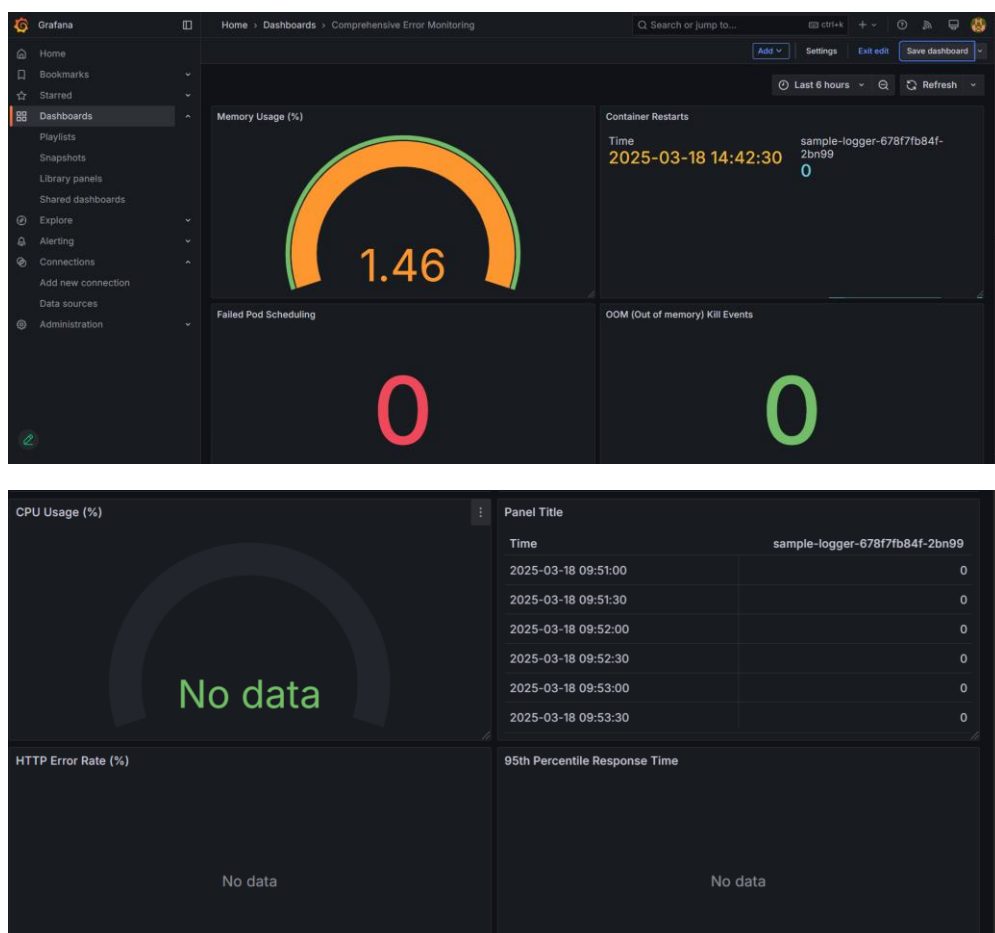 Grafana
Home › Dashboards › Comprehensive Error Monitoring
Search or jump to...
ctrl+k
Home
Bookmarks
Starred
Dashboards
Playlists
Snapshots
Library panels
Shared dashboards
Explore
Alerting
Connections
Add new connection
Data sources
Administration
Add
Settings
Exit edit
Save dashboard
Last 6 hours
Refresh
Memory Usage (%)
1.46
Container Restarts
Time
2025-03-18 14:42:30
sample-logger-678f7fb84f-
2bn99
0
Failed Pod Scheduling
0
OOM (Out of memory) Kill Events
0
CPU Usage (%)
No data
Panel Title
Time sample-logger-678f7fb84f-2bn99
2025-03-18 09:51:00 0
2025-03-18 09:51:30 0
2025-03-18 09:52:00 0
2025-03-18 09:52:30 0
2025-03-18 09:53:00 0
2025-03-18 09:53:30 0
HTTP Error Rate (%)
No data
95th Percentile Response Time
No data